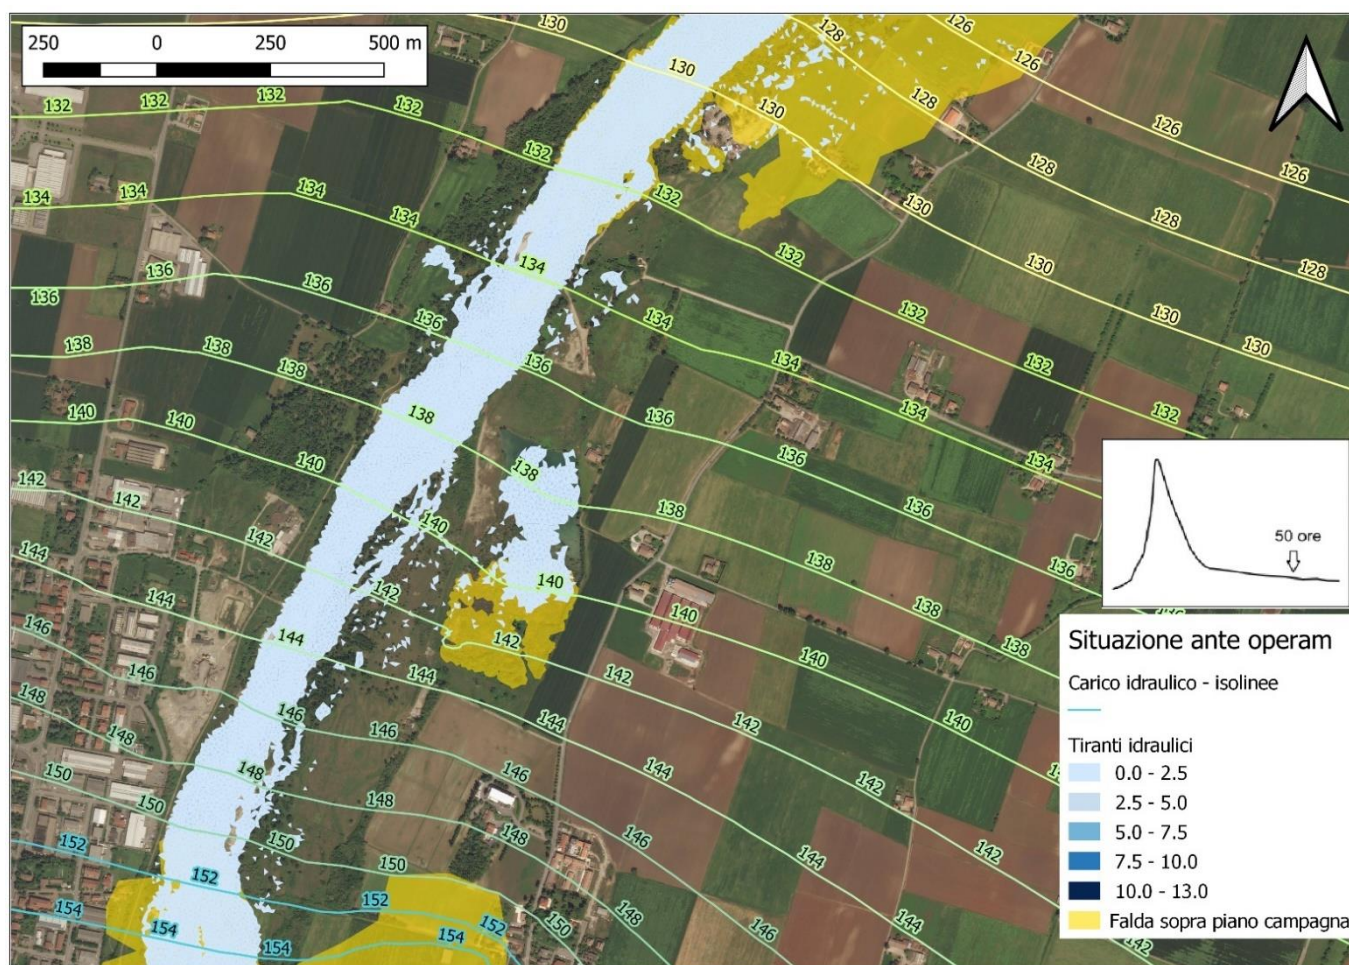 250 0 250 500 m
130 128 126
126
132 132 132 132 130 130 128 126
128 126
134 134 134 132 132 130 128
136 136 136 134 134 132 130 128
138 138 138 136 136 134 132 130
140 140 140 138 138 136 134 132
142 142 142 140 140 138 136 134
144 144 144 142 142 140 138 136
146 146 146 144 144 142 140 138
148 148 148 146 146 144 142 140
150 150 150 148 148 146 144 142
152 152 152 152 150
154 154 154
50 ore
Situazione ante operam
Carico idraulico - isolinee
Tiranti idraulici
0.0 - 2.5
2.5 - 5.0
5.0 - 7.5
7.5 - 10.0
10.0 - 13.0
Falda sopra piano campagna